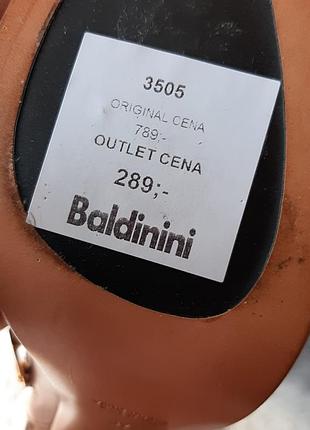 3505
ORIGINAL CENA
789;-
OUTLET CENA
289;-
Baldinini